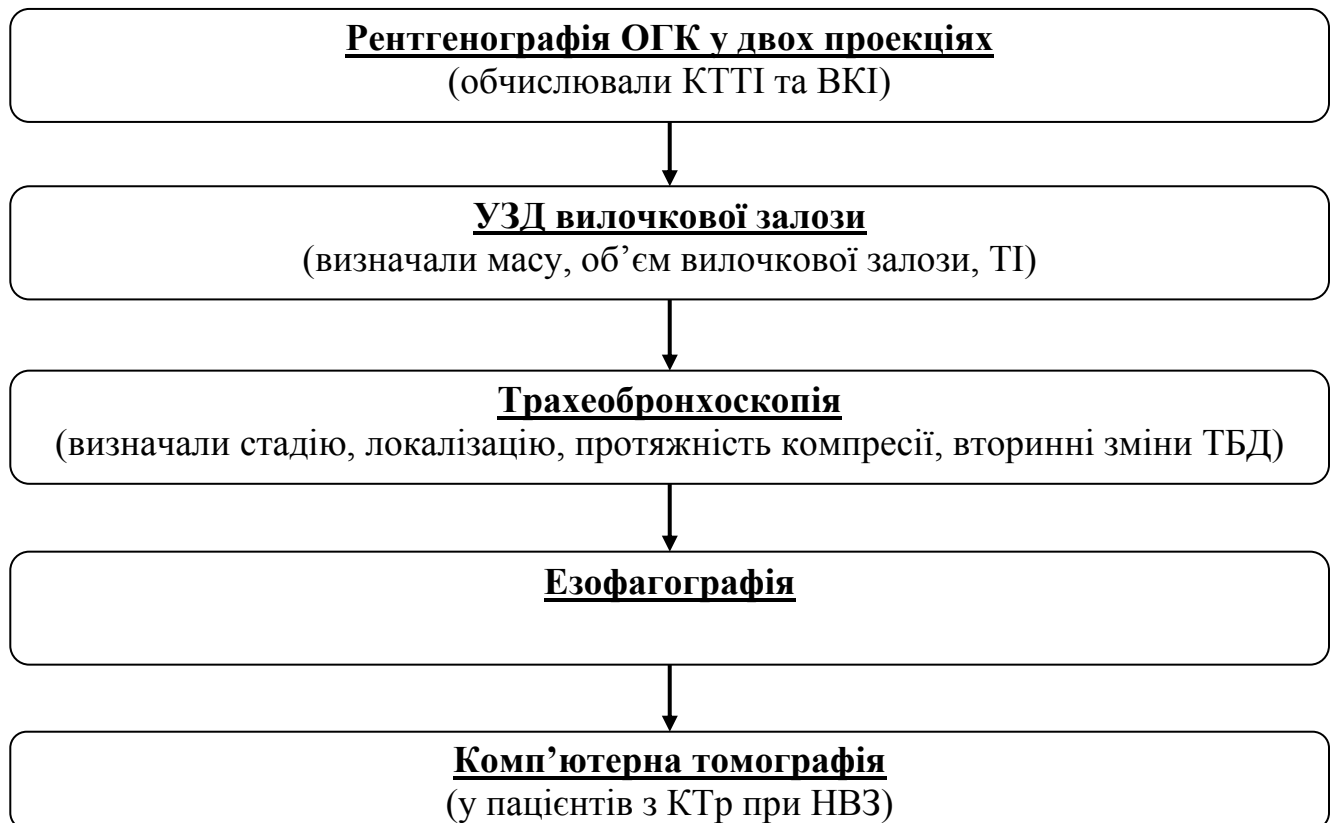 Рентгенографія ОГК у двох проекціях
(обчислювали КТТІ та ВКІ)
УЗД вилочкової залози
(визначали масу, об’єм вилочкової залози, ТІ)
Трахеобронхоскопія
(визначали стадію, локалізацію, протяжність компресії, вторинні зміни ТБД)
Езофагографія
Комп’ютерна томографія
(у пацієнтів з КТр при НВЗ)